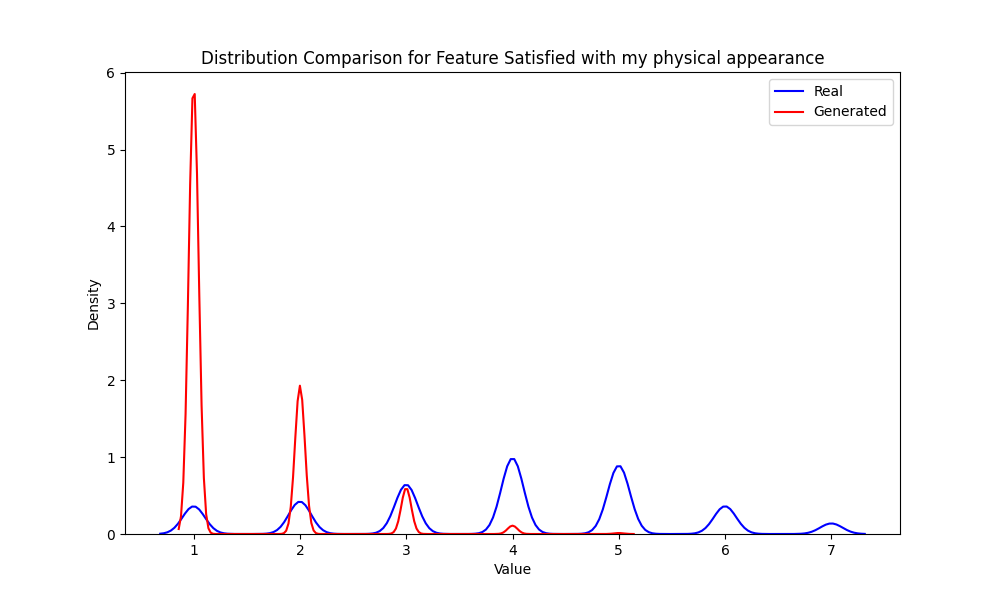 Distribution Comparison for Feature Satisfied with my physical appearance
Real
Generated
6
5
4
3
2
1
0
Density
1 2 3 4 5 6 7
Value